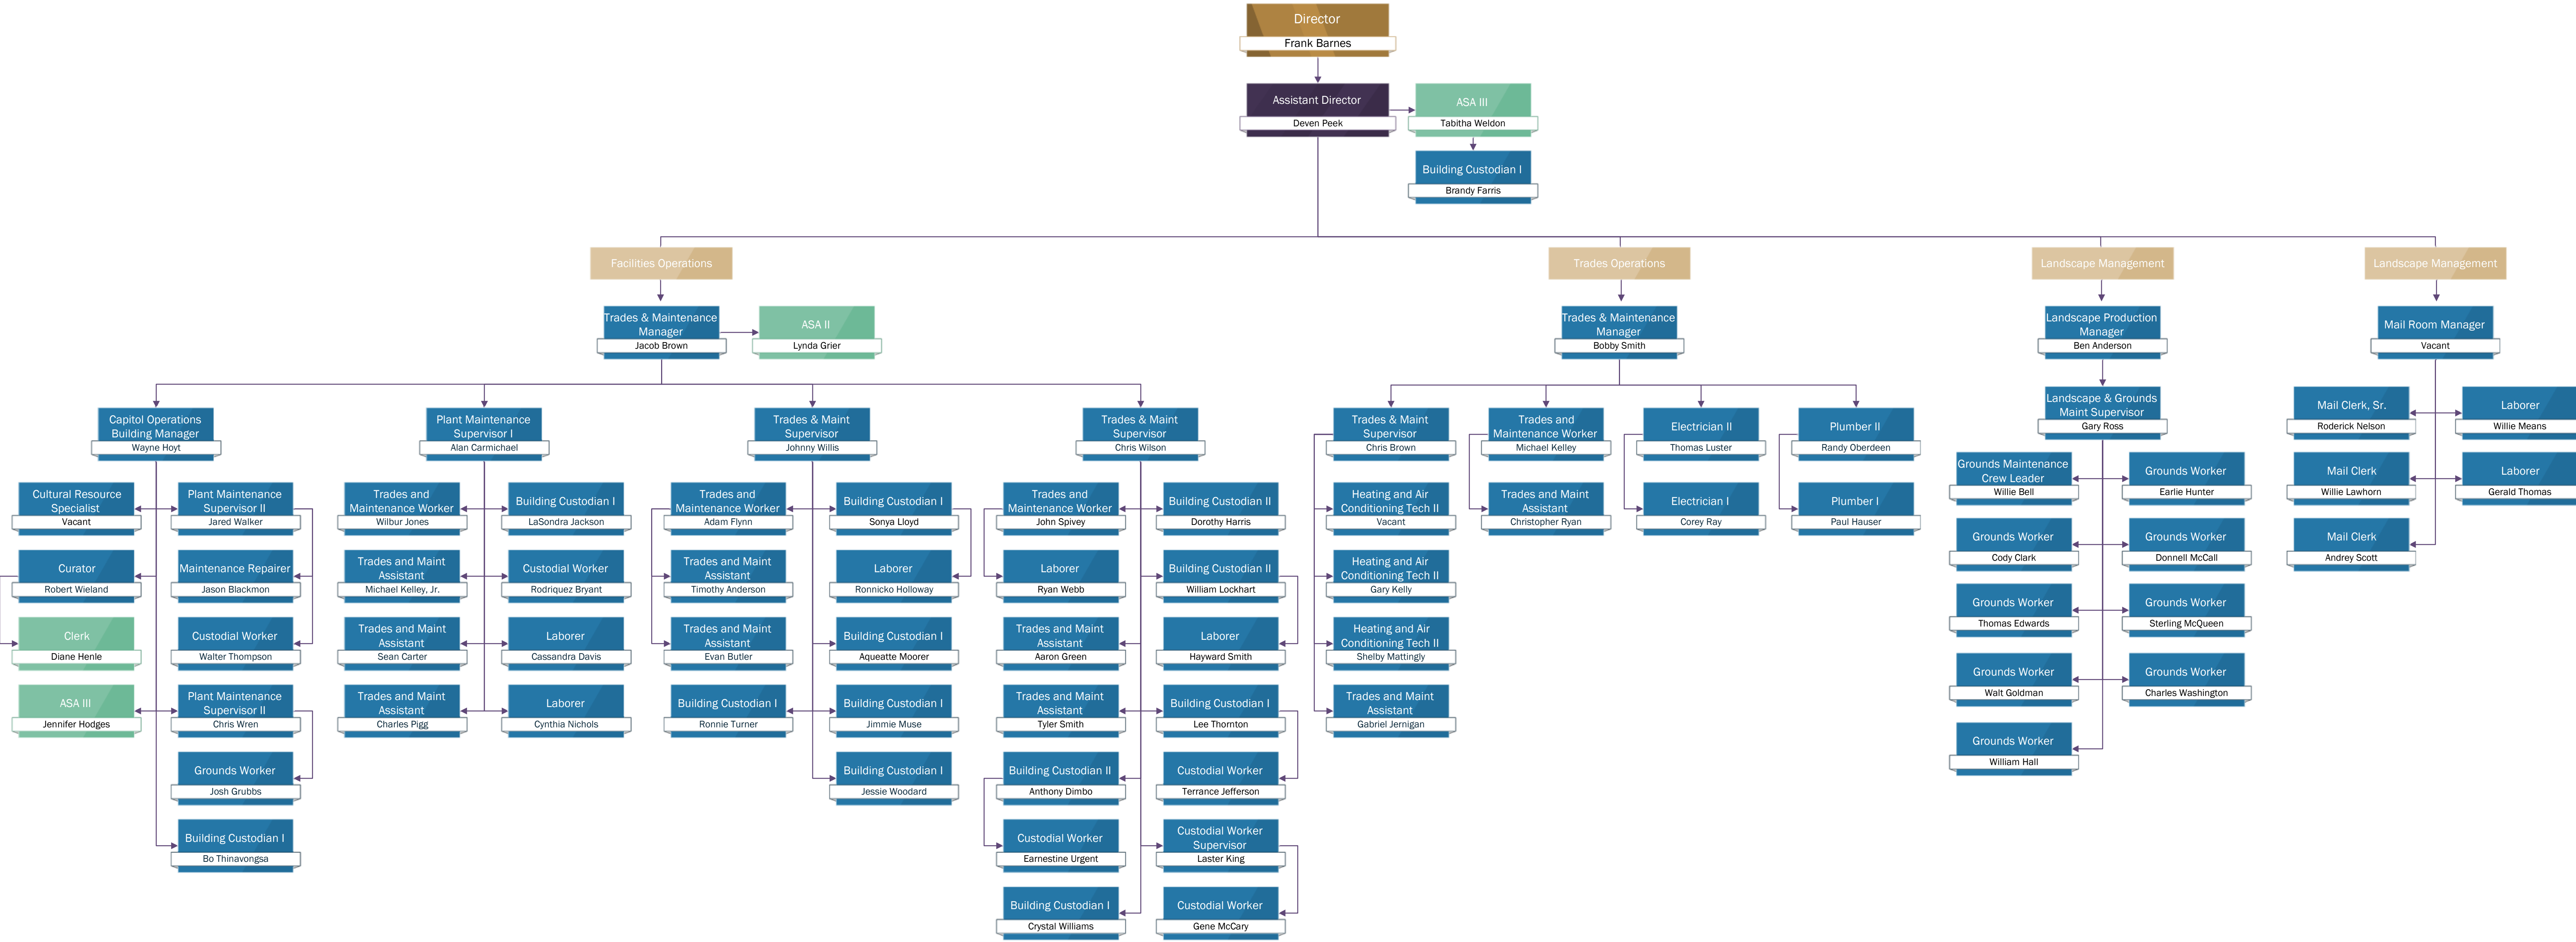 Director
Frank Barnes
Assistant Director
Deven Peek
ASA III
Tabitha Weldon
Building Custodian I
Brandy Farris
Facilities Operations
Trades & Maintenance
Manager
Jacob Brown
ASA II
Lynda Grier
Capitol Operations
Building Manager
Wayne Hoyt
Cultural Resource
Specialist
Vacant
Plant Maintenance
Supervisor II
Jared Walker
Curator
Robert Wieland
Maintenance Repairer
Jason Blackmon
Clerk
Diane Henle
Custodial Worker
Walter Thompson
ASA III
Jennifer Hodges
Plant Maintenance
Supervisor II
Chris Wren
Grounds Worker
Josh Grubbs
Building Custodian I
Bo Thinavongsa
Plant Maintenance
Supervisor I
Alan Carmichael
Trades and
Maintenance Worker
Wilbur Jones
Building Custodian I
LaSondra Jackson
Trades and Maint
Assistant
Michael Kelley, Jr.
Custodial Worker
Rodriquez Bryant
Trades and Maint
Assistant
Sean Carter
Laborer
Cassandra Davis
Trades and Maint
Assistant
Charles Pigg
Laborer
Cynthia Nichols
Trades & Maint
Supervisor
Johnny Willis
Trades and
Maintenance Worker
Adam Flynn
Building Custodian I
Sonya Lloyd
Trades and Maint
Assistant
Timothy Anderson
Laborer
Ronnicko Holloway
Trades and Maint
Assistant
Evan Butler
Building Custodian I
Aqueatte Moorer
Building Custodian I
Ronnie Turner
Building Custodian I
Jimmie Muse
Building Custodian I
Jessie Woodard
Trades & Maint
Supervisor
Chris Wilson
Trades and
Maintenance Worker
John Spivey
Building Custodian II
Dorothy Harris
Laborer
Ryan Webb
Building Custodian II
William Lockhart
Trades and Maint
Assistant
Aaron Green
Laborer
Hayward Smith
Trades and Maint
Assistant
Tyler Smith
Building Custodian I
Lee Thornton
Building Custodian II
Anthony Dimbo
Custodial Worker
Terrance Jefferson
Custodial Worker
Earnestine Urgent
Custodial Worker
Supervisor
Laster King
Building Custodian I
Crystal Williams
Custodial Worker
Gene McCary
Trades Operations
Trades & Maintenance
Manager
Bobby Smith
Trades & Maint
Supervisor
Chris Brown
Heating and Air
Conditioning Tech II
Vacant
Heating and Air
Conditioning Tech II
Gary Kelly
Heating and Air
Conditioning Tech II
Shelby Mattingly
Trades and Maint
Assistant
Gabriel Jernigan
Trades and
Maintenance Worker
Michael Kelley
Trades and Maint
Assistant
Christopher Ryan
Electrician II
Thomas Luster
Electrician I
Corey Ray
Plumber II
Randy Oberdeen
Plumber I
Paul Hauser
Landscape Management
Landscape Production
Manager
Ben Anderson
Landscape & Grounds
Maint Supervisor
Gary Ross
Grounds Maintenance
Crew Leader
Willie Bell
Grounds Worker
Earlie Hunter
Grounds Worker
Cody Clark
Grounds Worker
Donnell McCall
Grounds Worker
Thomas Edwards
Grounds Worker
Sterling McQueen
Grounds Worker
Walt Goldman
Grounds Worker
Charles Washington
Grounds Worker
William Hall
Landscape Management
Mail Room Manager
Vacant
Mail Clerk, Sr.
Roderick Nelson
Laborer
Willie Means
Mail Clerk
Willie Lawhorn
Laborer
Gerald Thomas
Mail Clerk
Andrey Scott